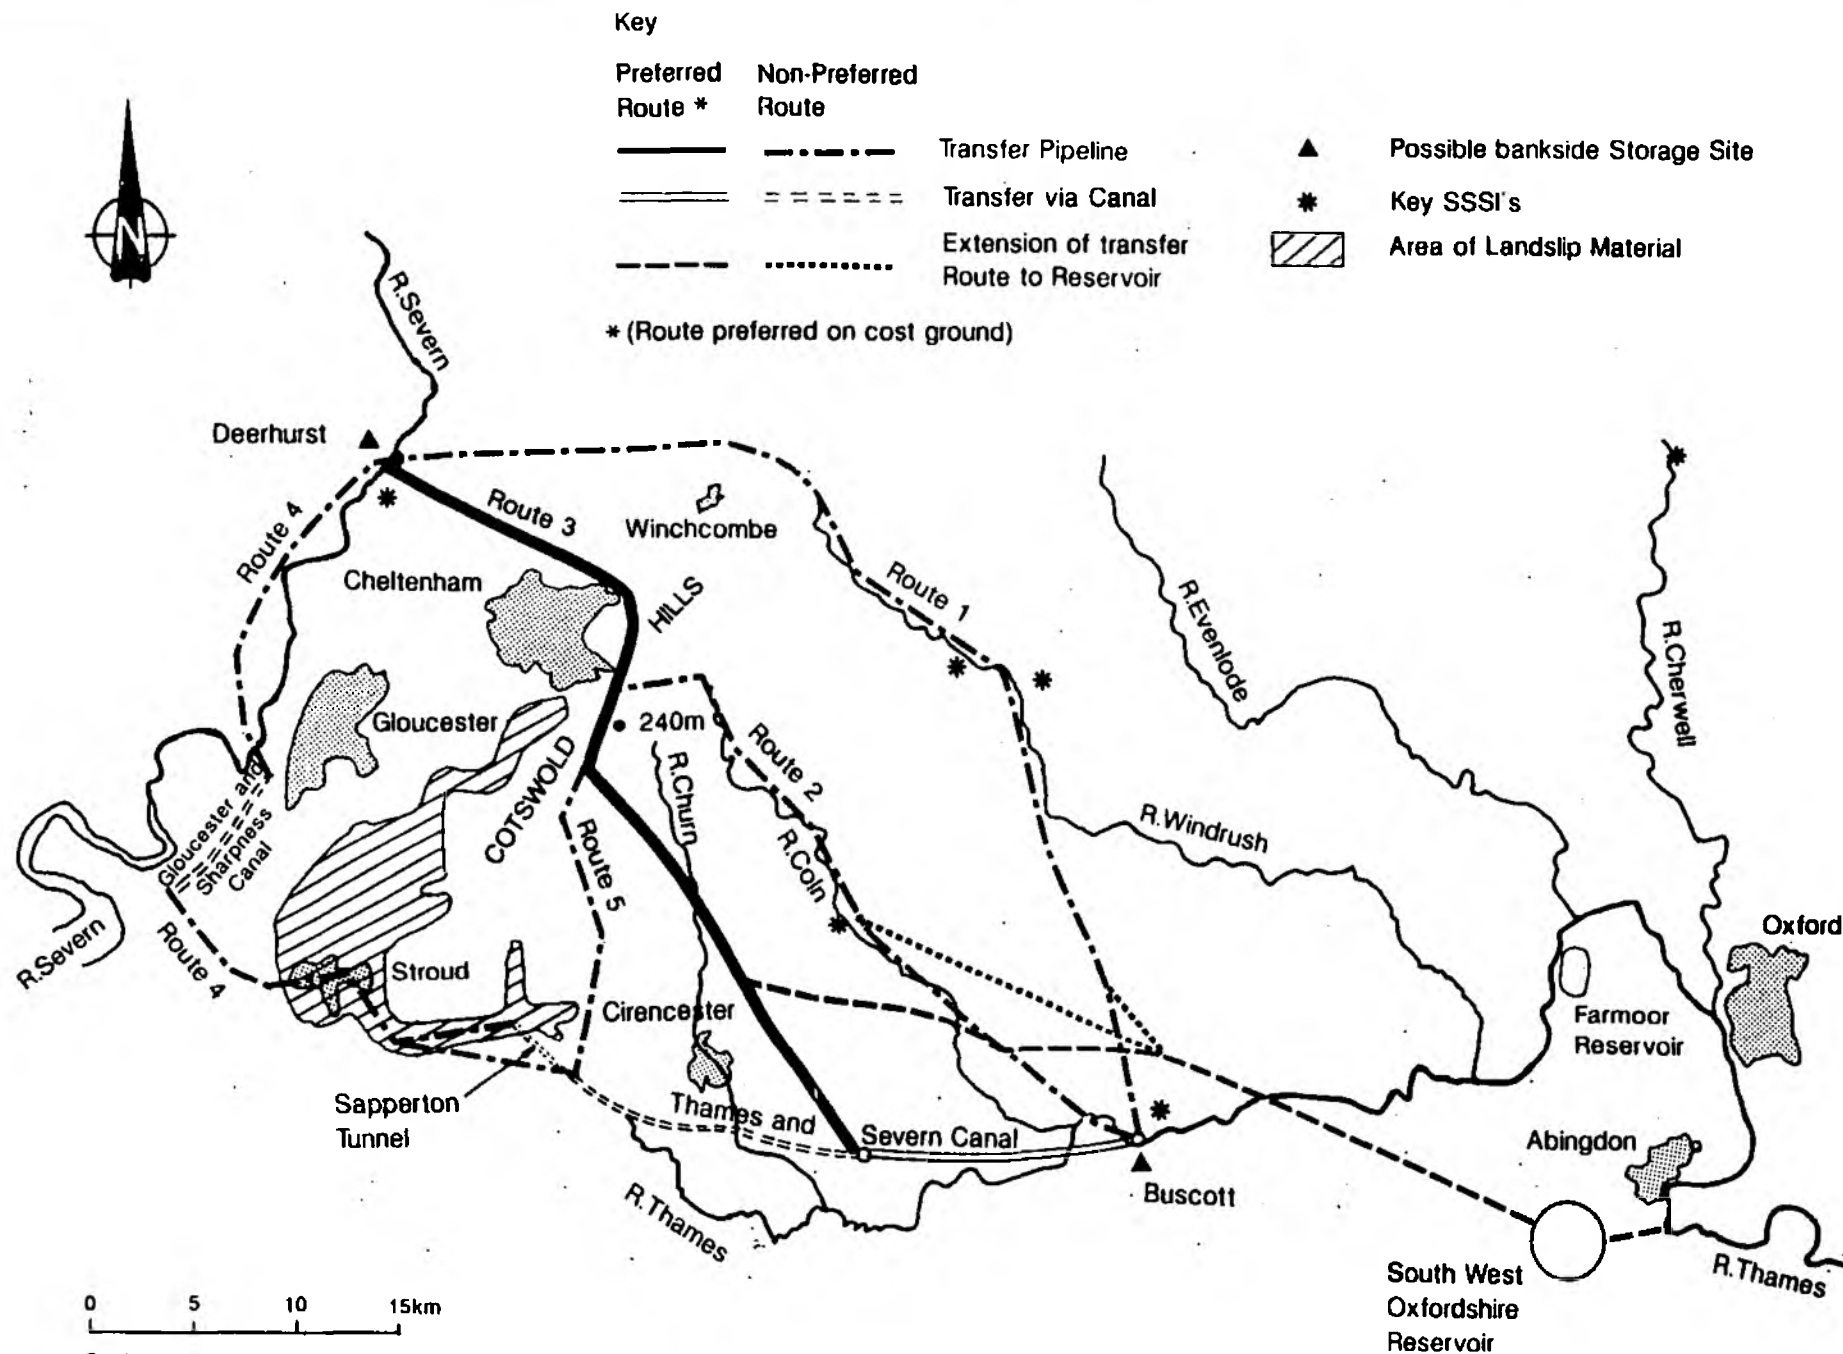 Key
Preferred
Route *
Non-Preferred
Route
Transfer Pipeline
Transfer via Canal
Extension of transfer
Route to Reservoir
Possible bankside Storage Site
Key SSSI's
Area of Landslip Material
* (Route preferred on cost ground)
N
R.Severn
Deerhurst
Route 4
Route 3
Winchcombe
Cheltenham
HILLS
Route 1
R.Evenlode
R.Cherwell
Gloucester
240m
COTSWOLD
Route 2
R.Churn
R.Coln
R.Windrush
Gloucester and
Sharpness
Canal
Route 5
R.Severn
Route 4
Stroud
Cirencester
Oxford
Farmoor
Reservoir
Sapperton
Tunnel
Thames and
Severn Canal
Abingdon
Buscott
R.Thames
South West
Oxfordshire
Reservoir
R.Thames
0 5 10 15km